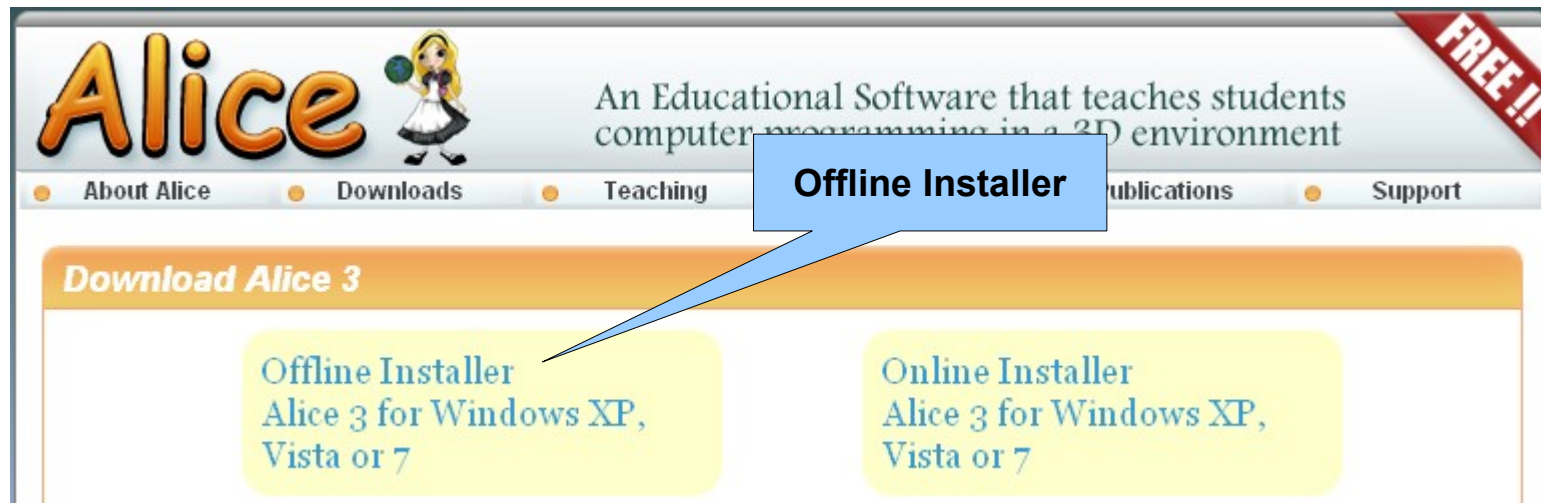 Alice
FREE !!
An Educational Software that teaches students
computer programming in a 3D environment
Offline Installer
About Alice Downloads Teaching Publications Support
Download Alice 3
Offline Installer
Alice 3 for Windows XP,
Vista or 7
Online Installer
Alice 3 for Windows XP,
Vista or 7